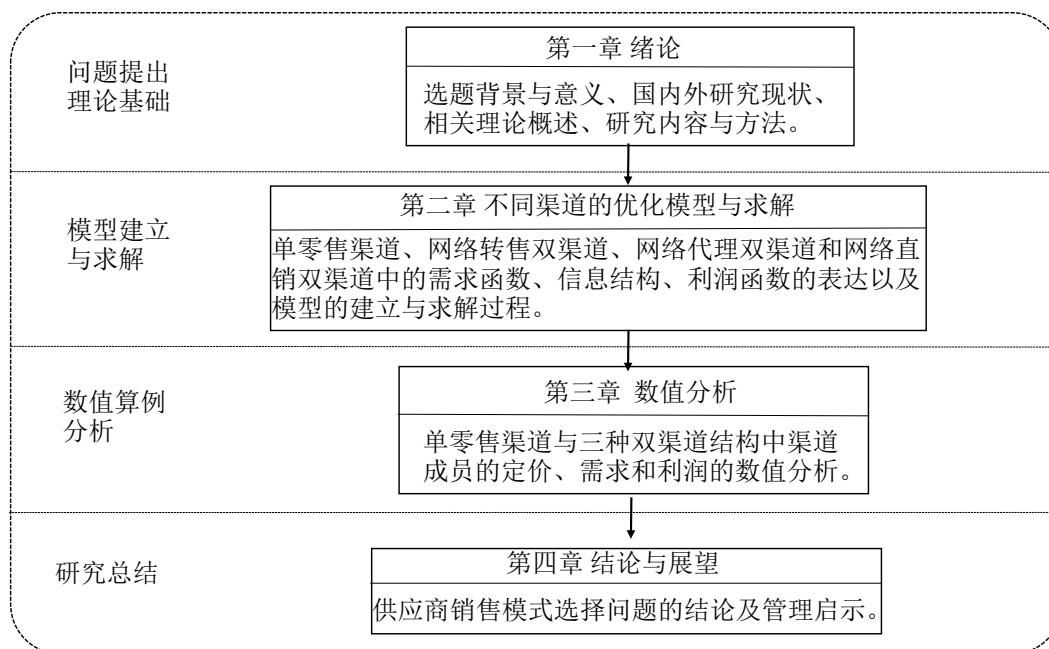 问题提出
理论基础
第一章 绪论
选题背景与意义、国内外研究现状、
相关理论概述、研究内容与方法。
模型建立
与求解
第二章 不同渠道的优化模型与求解
单零售渠道、网络转售双渠道、网络代理双渠道和网络直
销双渠道中的需求函数、信息结构、利润函数的表达以及
模型的建立与求解过程。
数值算例
分析
第三章 数值分析
单零售渠道与三种双渠道结构中渠道
成员的定价、需求和利润的数值分析。
研究总结
第四章 结论与展望
供应商销售模式选择问题的结论及管理启示。